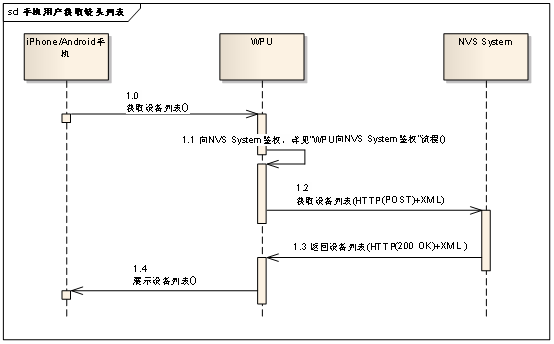 sd 手机用户获取镜头列表
iPhone/Android手
机
WPU
NVS System
1.0
获取设备列表()
1.1 向NVS System鉴权，详见"WPU向NVS System鉴权"流程()
1.2
获取设备列表(HTTP(POST)+XML)
1.3 返回设备列表(HTTP(200 OK)+XML )
1.4
展示设备列表()